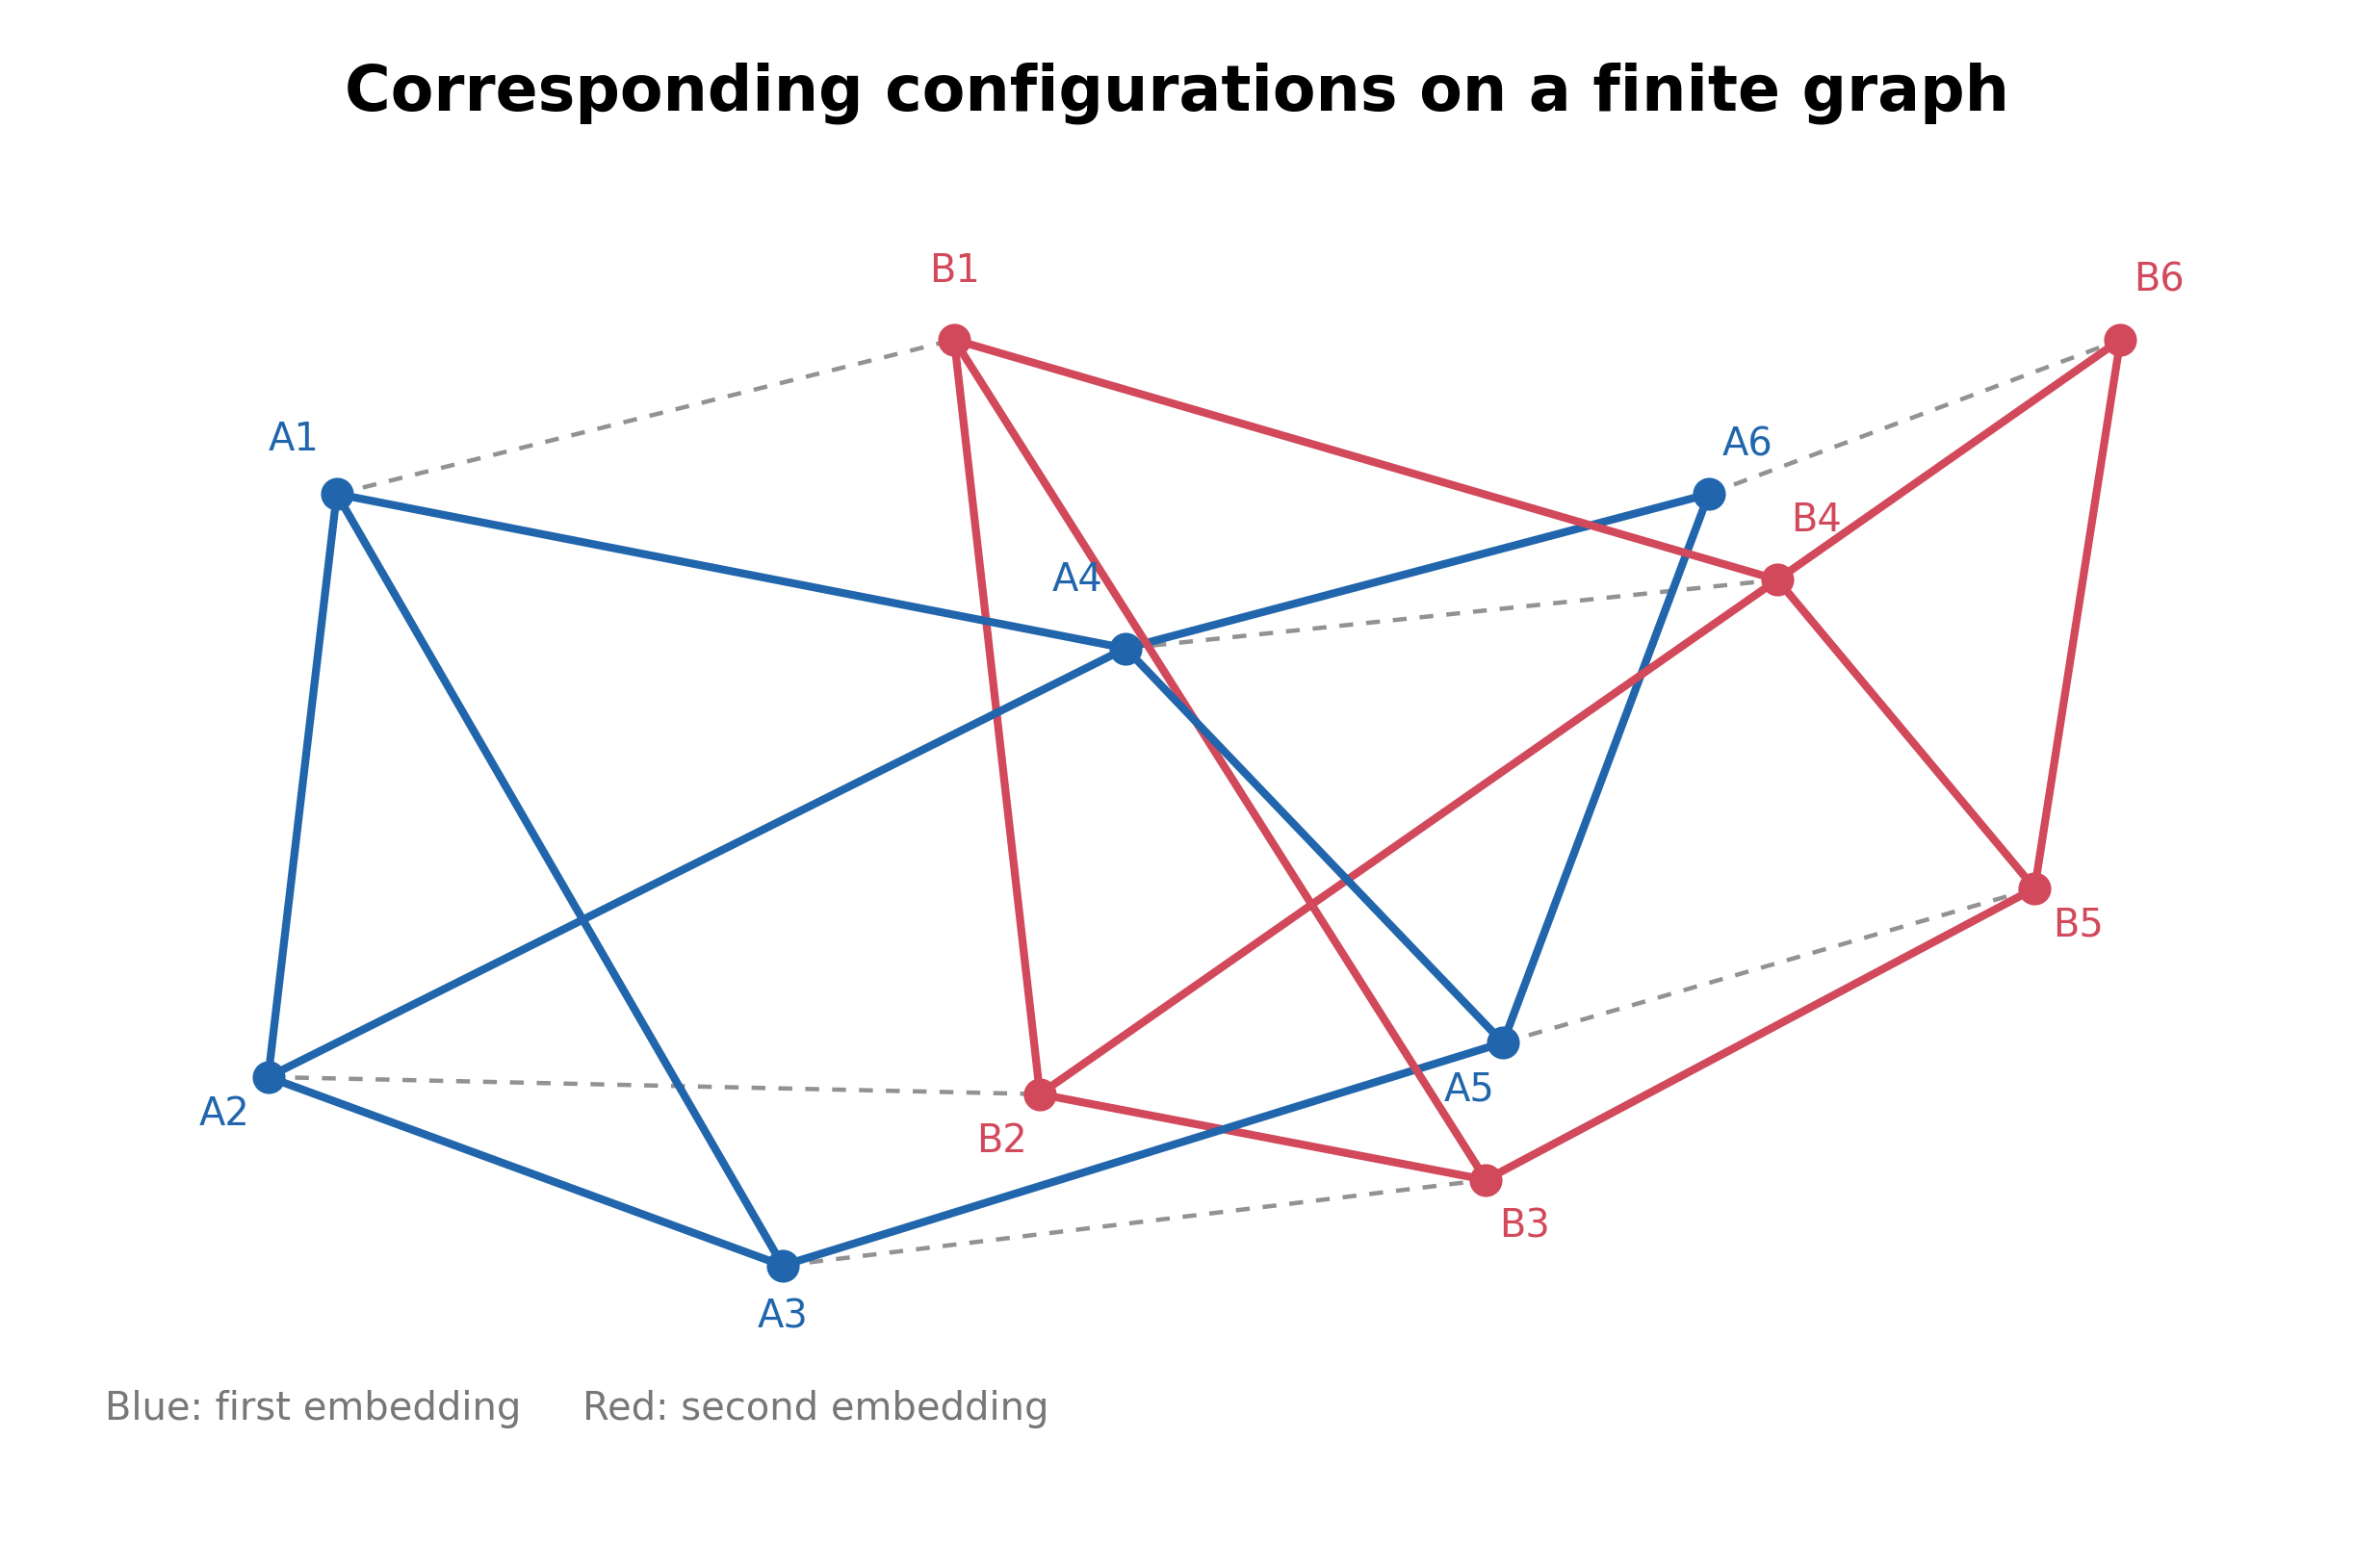 Corresponding configurations on a finite graph
B1
B6
A1
A6
B4
A4
B5
A5
A2
B2
B3
A3
Blue: first embedding Red: second embedding